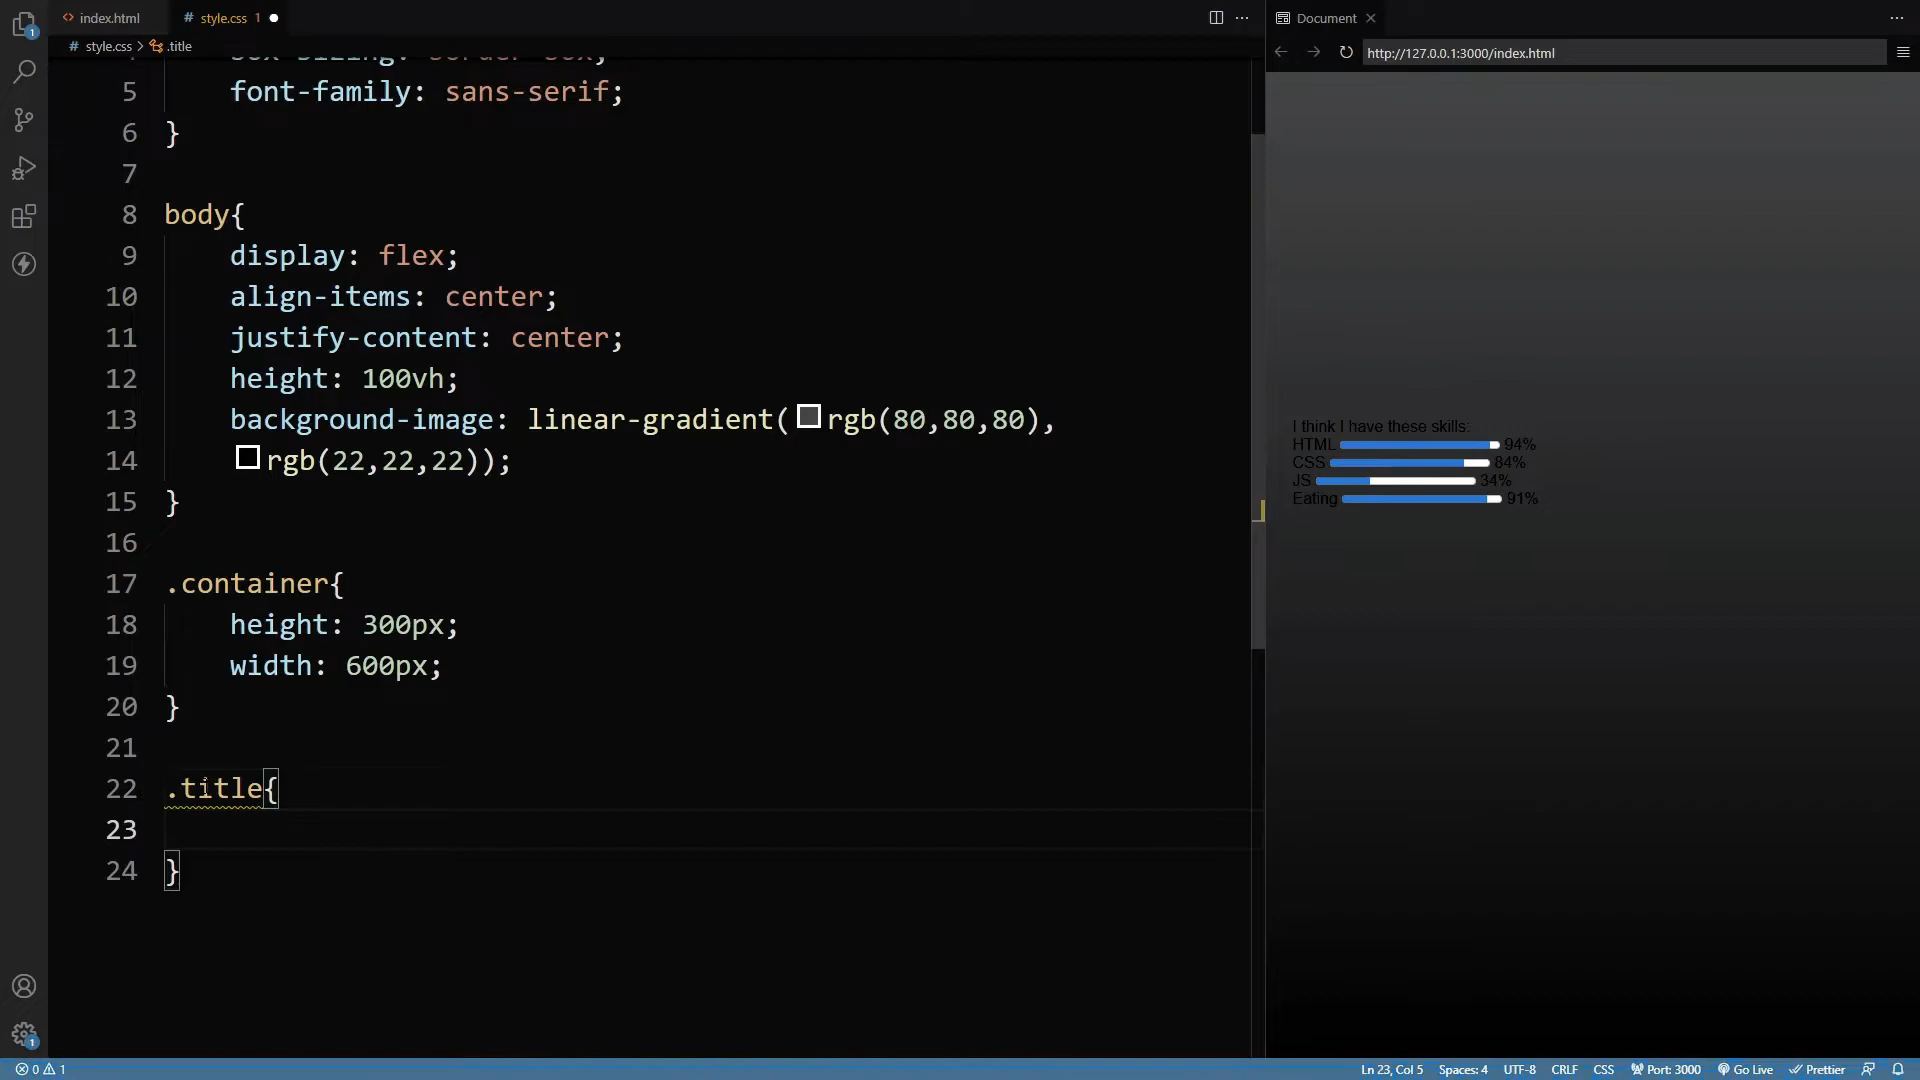 index.html
style.css 1
Document
style.css > .title
http://127.0.0.1:3000/index.html
5 font-family: sans-serif;
6 }
7
8 body{
9 display: flex;
10 align-items: center;
11 justify-content: center;
12 height: 100vh;
13 background-image: linear-gradient(rgb(80,80,80),
14 rgb(22,22,22));
15 }
16
17 .container{
18 height: 300px;
19 width: 600px;
20 }
21
22 .title{
23
24 }
I think I have these skills:
HTML 94%
CSS 84%
JS 34%
Eating 91%
1
1
0 1
Ln 23, Col 5 Spaces: 4 UTF-8 CRLF CSS Port: 3000 Go Live Prettier